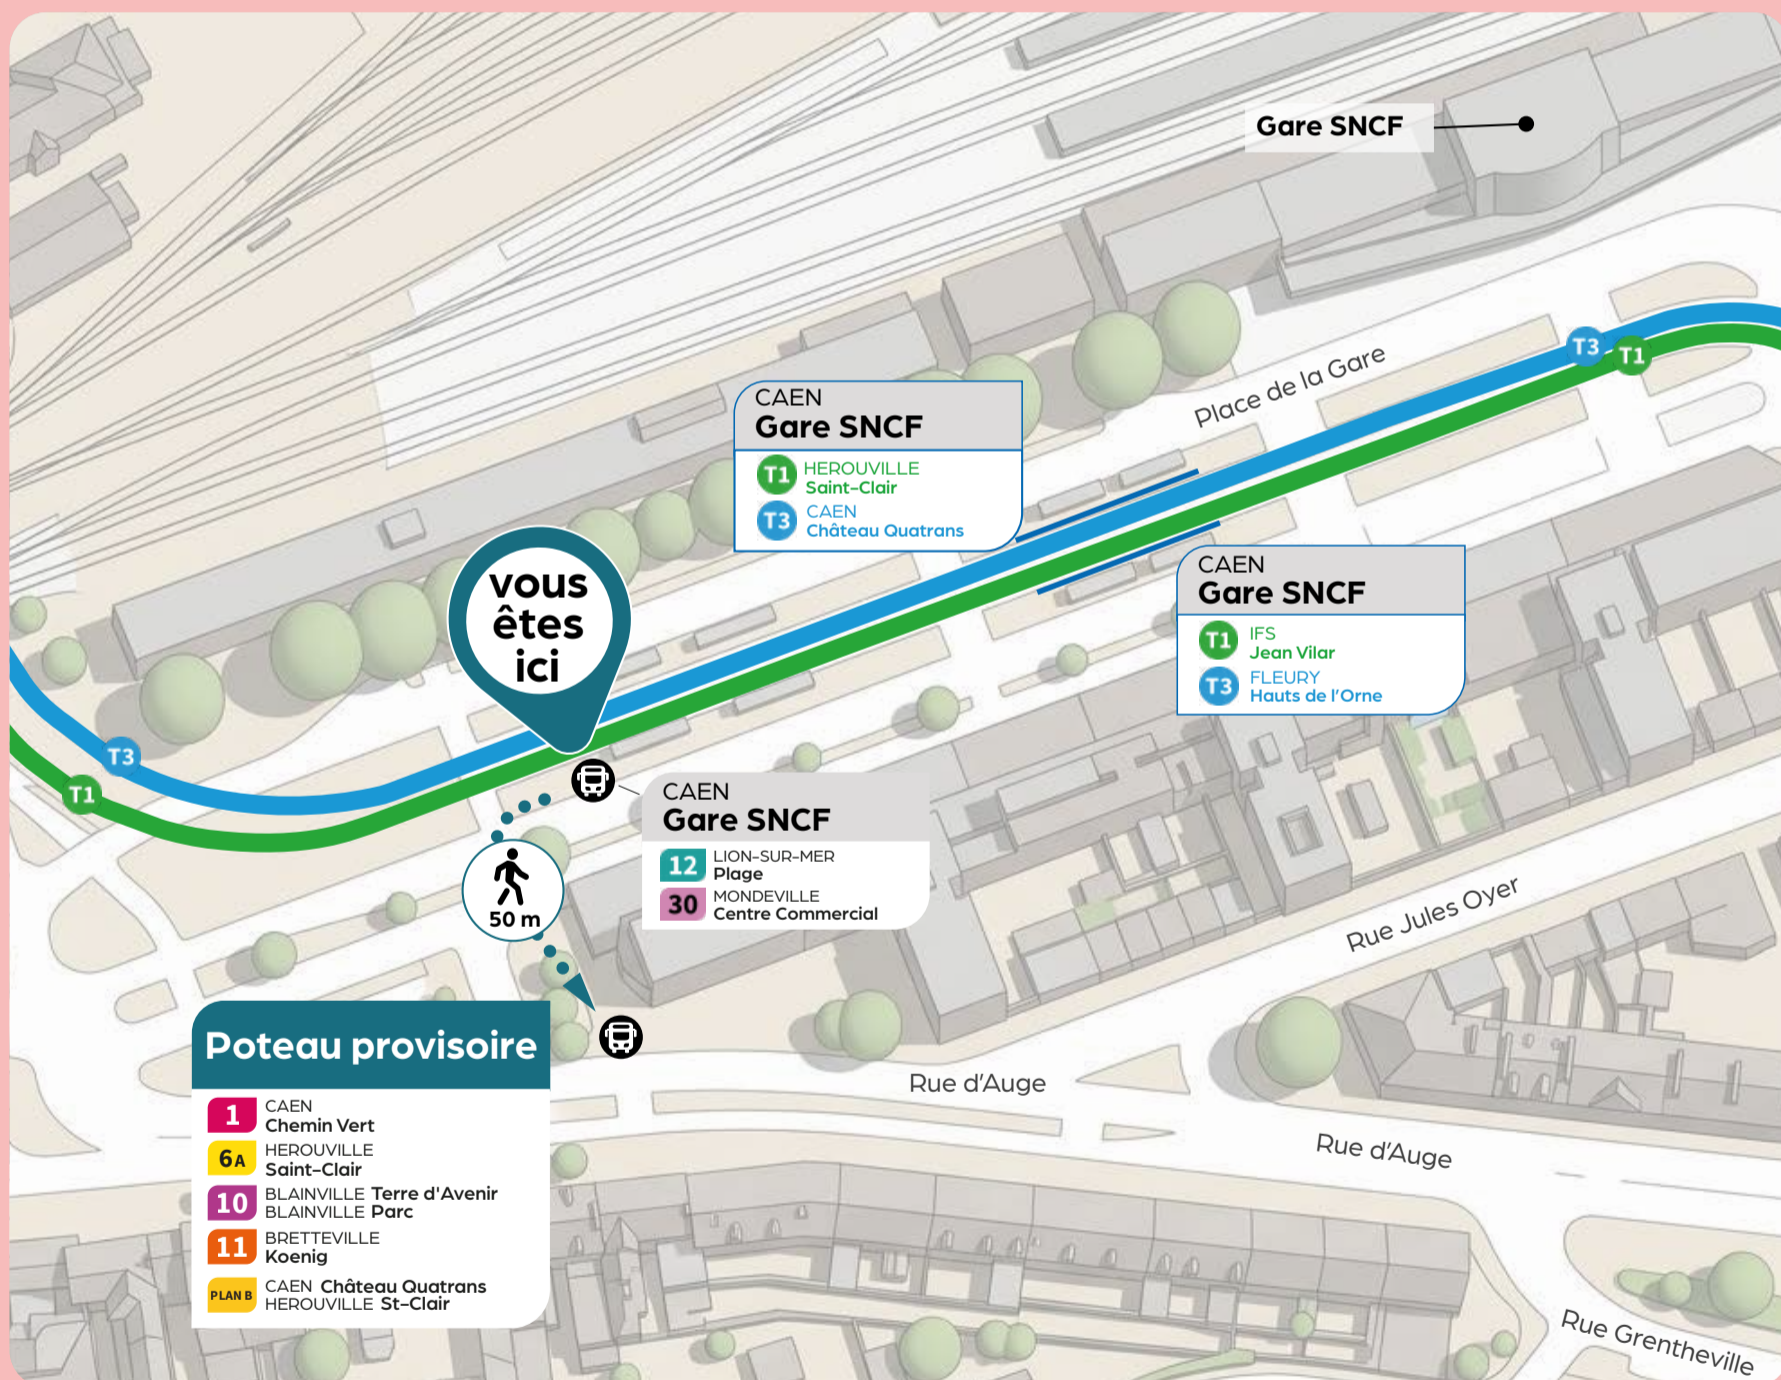 Gare SNCF
Place de la Gare
T3
T1
CAEN
Gare SNCF
T1 HEROUVILLE
Saint-Clair
T3 CAEN
Château Quatrans
CAEN
Gare SNCF
T1 IFS
Jean Vilar
T3 FLEURY
Hauts de l'Orne
vous
êtes
ici
T3
T1
CAEN
Gare SNCF
12 LION-SUR-MER
Plage
30 MONDEVILLE
Centre Commercial
50 m
Rue Jules Oyer
Poteau provisoire
1 CAEN
Chemin Vert
6A HEROUVILLE
Saint-Clair
10 BLAINVILLE Terre d'Avenir
BLAINVILLE Parc
11 BRETTEVILLE
Koenig
PLAN B CAEN Château Quatrans
HEROUVILLE St-Clair
Rue d'Auge
Rue d'Auge
Rue Grentheville